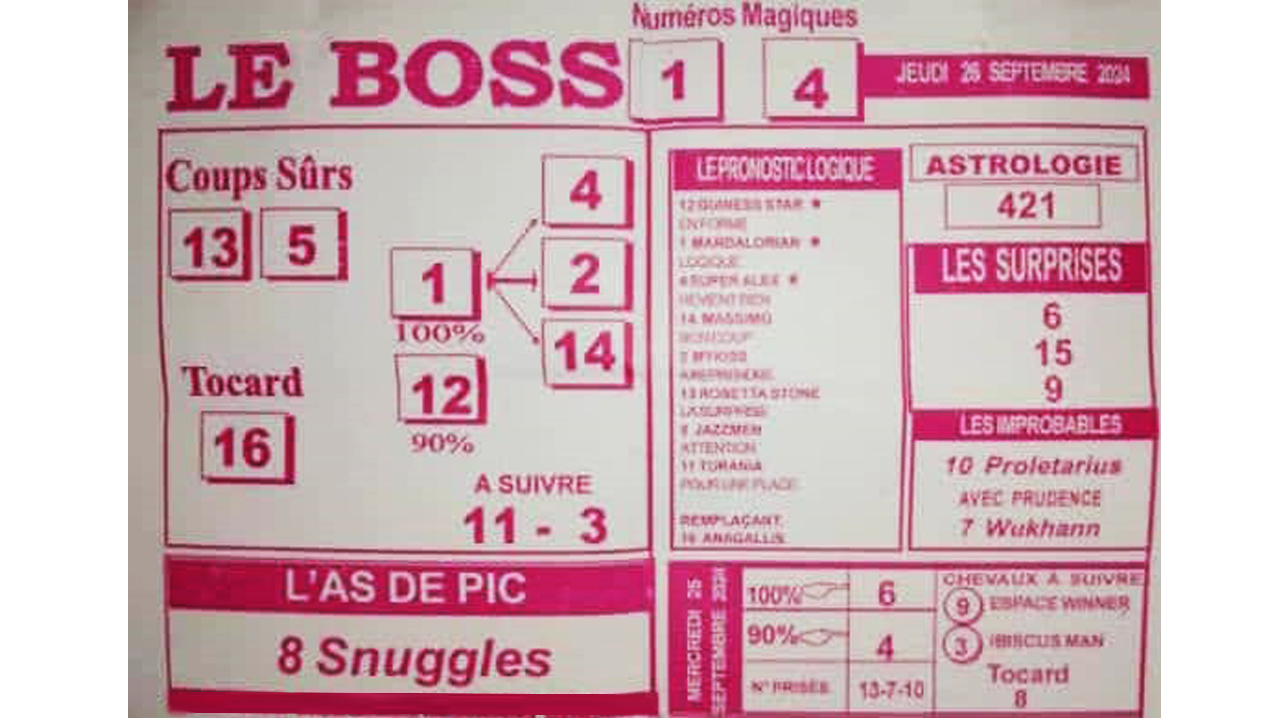 Numéros Magiques
LE BOSS
1
4
JEUDI 26 SEPTEMBRE 2024
Coups Sûrs
13
5
1
100%
4
2
14
12
90%
Tocard
16
A SUIVRE
11 - 3
L'AS DE PIC
8 Snuggles
LE PRONOSTIC LOGIQUE
12 GUINESS STAR ★
EN FORME
1 MANDALORIAN ★
LOGIQUE
4 SUPER ALEX ★
REVIENT BIEN
14 MASSIMO
BON COUP
2 MYKISS
13 ROSETTA STONE
LA SURPRISE
JAZZMEN
ATTENTION
11 TURANIA
POUR UNE PLACE
REMPLAÇANT
16 ANAGALLIS
ASTROLOGIE
421
LES SURPRISES
6
15
9
LES IMPROBABLES
10 Proletarius
AVEC PRUDENCE
7 Wukhann
MERCREDI 25
SEPTEMBRE 2024
100%
6
90%
4
N° PRISÉS
13-7-10
CHEVAUX A SUIVRE
9 ESPACE WINNER
3 IBISCUS MAN
Tocard
8